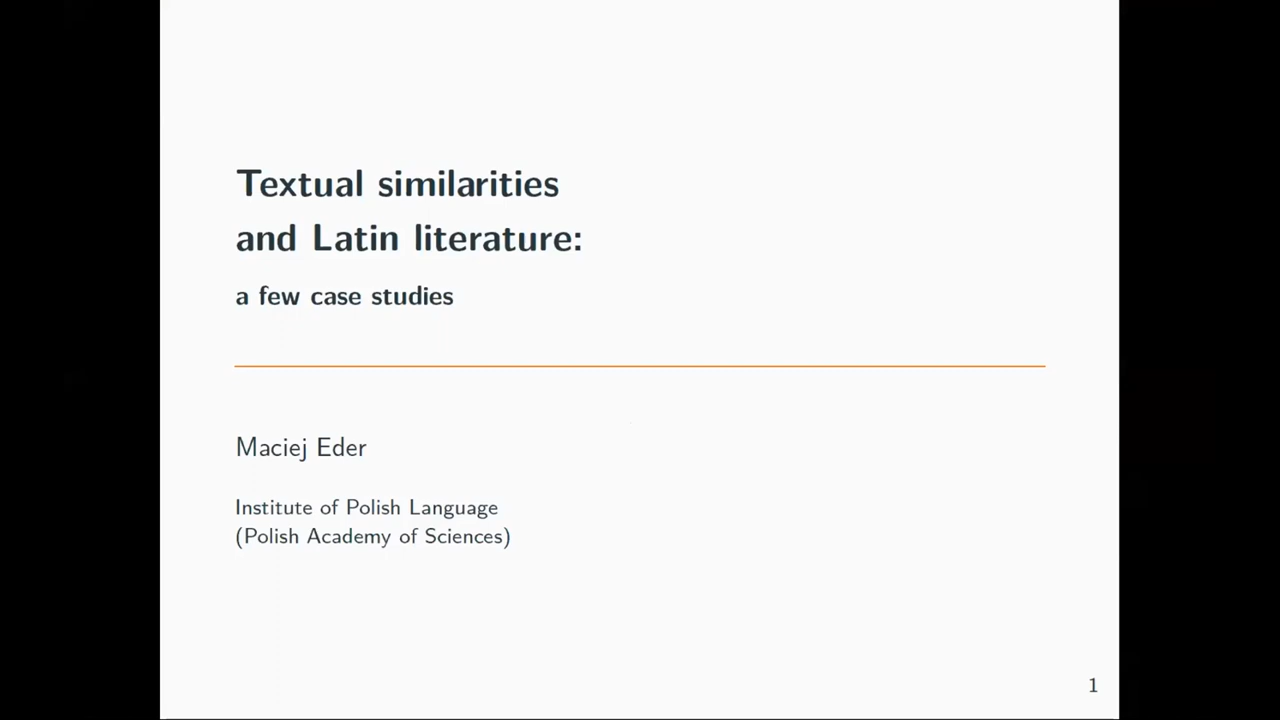 Textual similarities
and Latin literature:
a few case studies
Maciej Eder
Institute of Polish Language
(Polish Academy of Sciences)
1